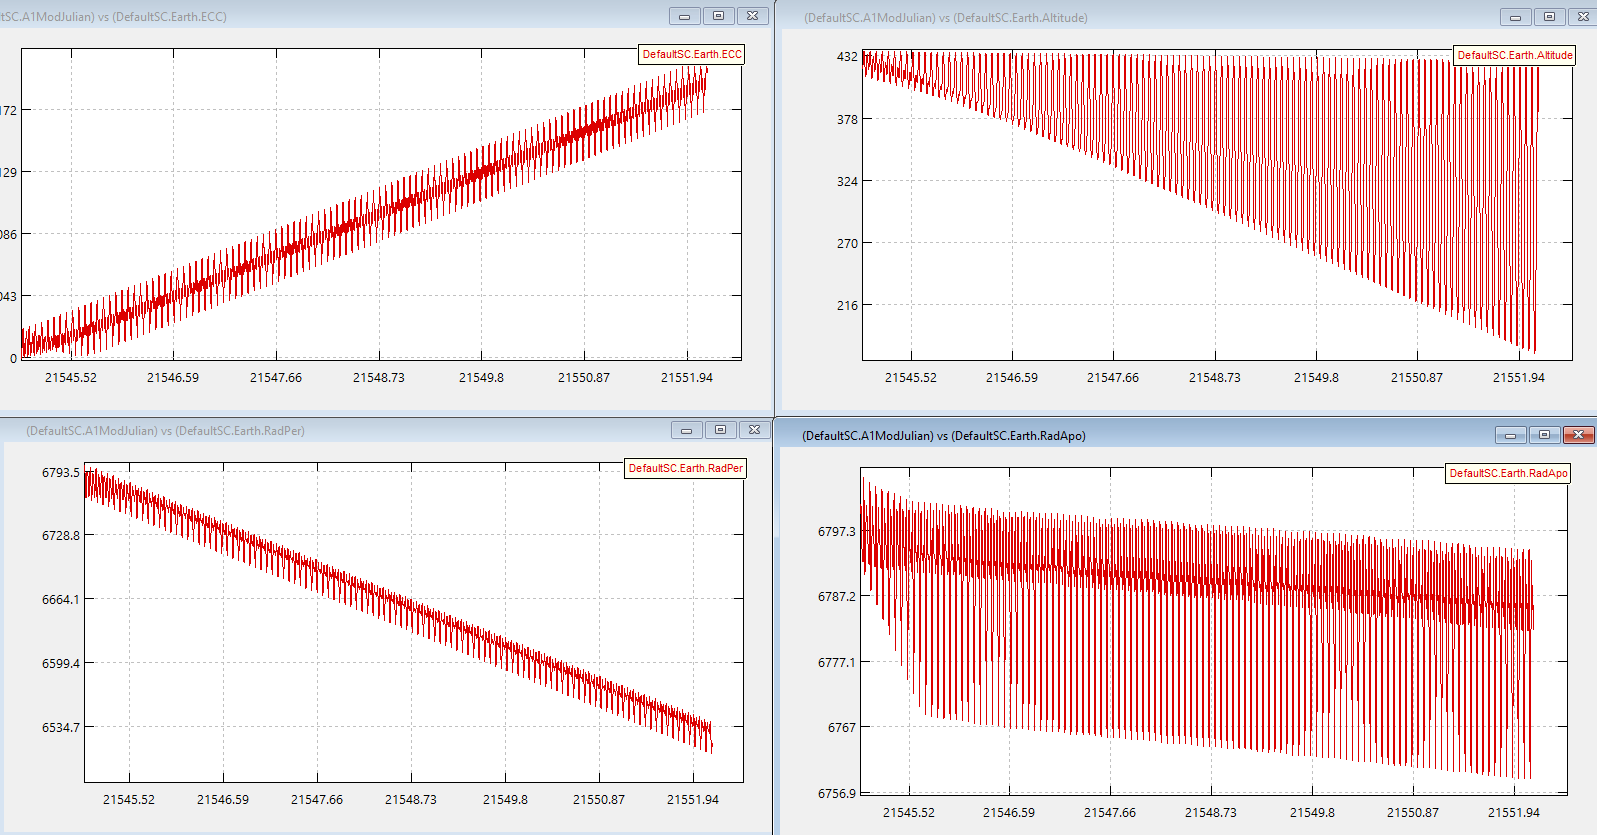 tSC.A1ModJulian) vs (DefaultSC.Earth.ECC)
DefaultSC.Earth.ECC
172
129
086
043
0
21545.52 21546.59 21547.66 21548.73 21549.8 21550.87 21551.94
(DefaultSC.A1ModJulian) vs (DefaultSC.Earth.Altitude)
DefaultSC.Earth.Altitude
432
378
324
270
216
21545.52 21546.59 21547.66 21548.73 21549.8 21550.87 21551.94
(DefaultSC.A1ModJulian) vs (DefaultSC.Earth.RadPer)
DefaultSC.Earth.RadPer
6793.5
6728.8
6664.1
6599.4
6534.7
21545.52 21546.59 21547.66 21548.73 21549.8 21550.87 21551.94
(DefaultSC.A1ModJulian) vs (DefaultSC.Earth.RadApo)
DefaultSC.Earth.RadApo
6797.3
6787.2
6777.1
6767
6756.9
21545.52 21546.59 21547.66 21548.73 21549.8 21550.87 21551.94